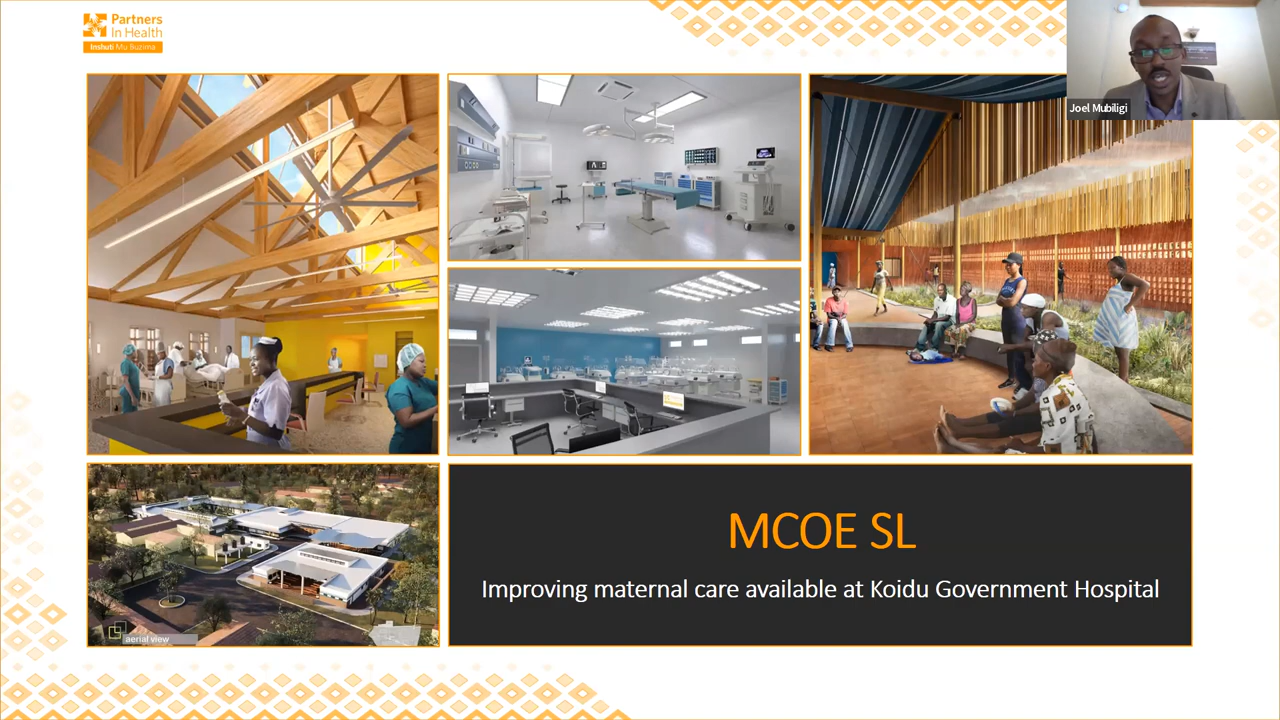 Partners
In Health
Inshuti Mu Buzima
Joel Mubiligi
aerial view
MCOE SL
Improving maternal care available at Koidu Government Hospital